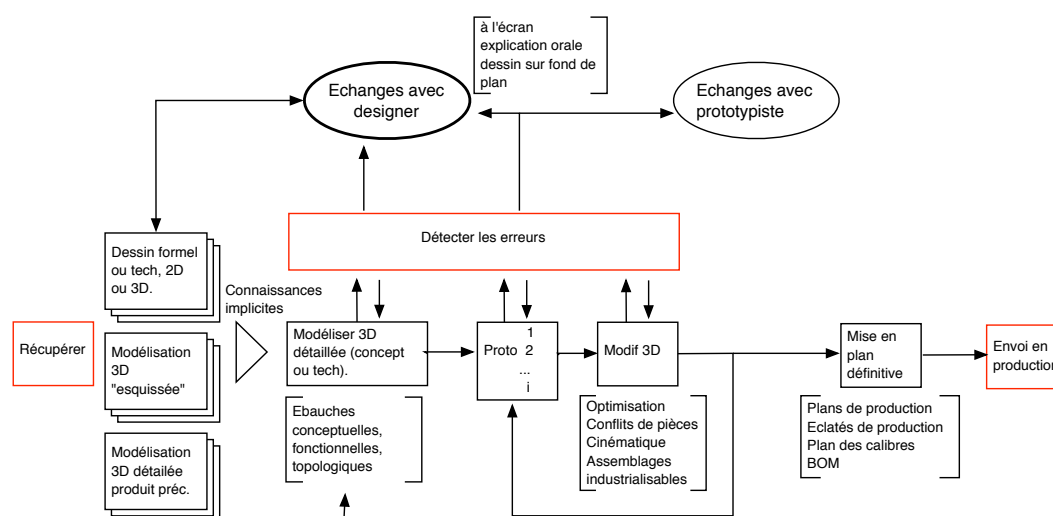 à l'écran
explication orale
dessin sur fond de
plan
Echanges avec
designer
Echanges avec
prototypiste
Détecter les erreurs
Dessin formel
ou tech, 2D
ou 3D.
Connaissances
implicites
Récupérer
Modélisation
3D
"esquissée"
Modélisation
3D détaillée
produit préc.
Modéliser 3D
détaillée (concept
ou tech).
Ebauches
conceptuelles,
fonctionnelles,
topologiques
1
Proto 2
...
i
Modif 3D
Optimisation
Conflits de pièces
Cinématique
Assemblages
industrialisables
Mise en
plan
définitive
Plans de production
Eclatés de production
Plan des calibres
BOM
Envoi en
production